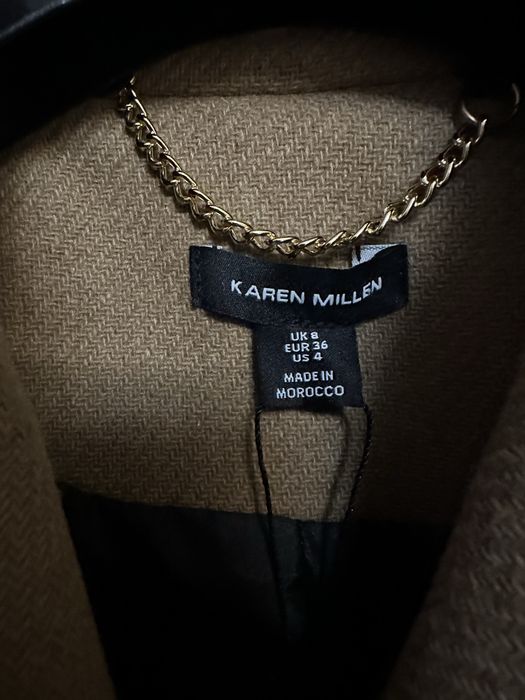 KAREN MILLEN
UK 8
EUR 36
US 4
MADE IN
MOROCCO